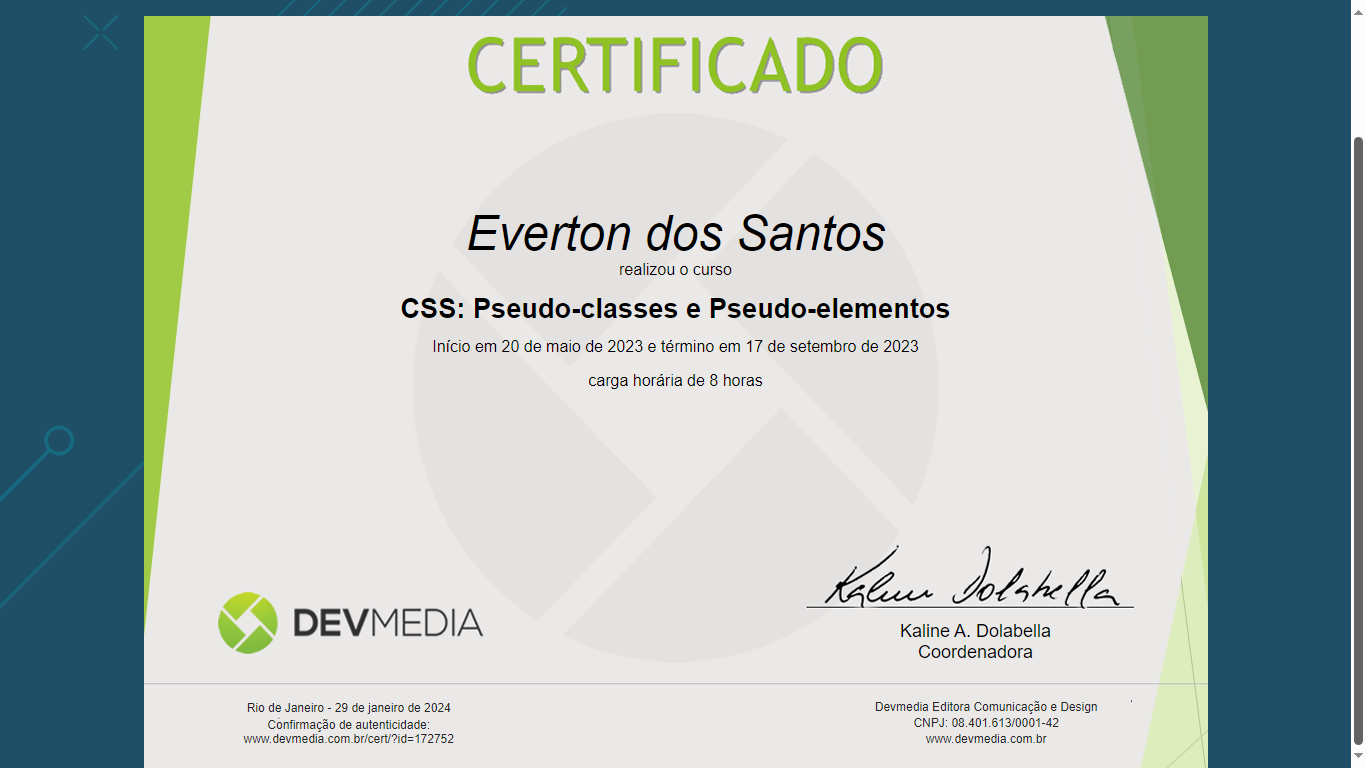 CERTIFICADO
Everton dos Santos
realizou o curso
CSS: Pseudo-classes e Pseudo-elementos
Início em 20 de maio de 2023 e término em 17 de setembro de 2023
carga horária de 8 horas
Kaline Dolabella
DEVMEDIA
Kaline A. Dolabella
Coordenadora
Rio de Janeiro - 29 de janeiro de 2024
Confirmação de autenticidade:
www.devmedia.com.br/cert/?id=172752
Devmedia Editora Comunicação e Design
CNPJ: 08.401.613/0001-42
www.devmedia.com.br